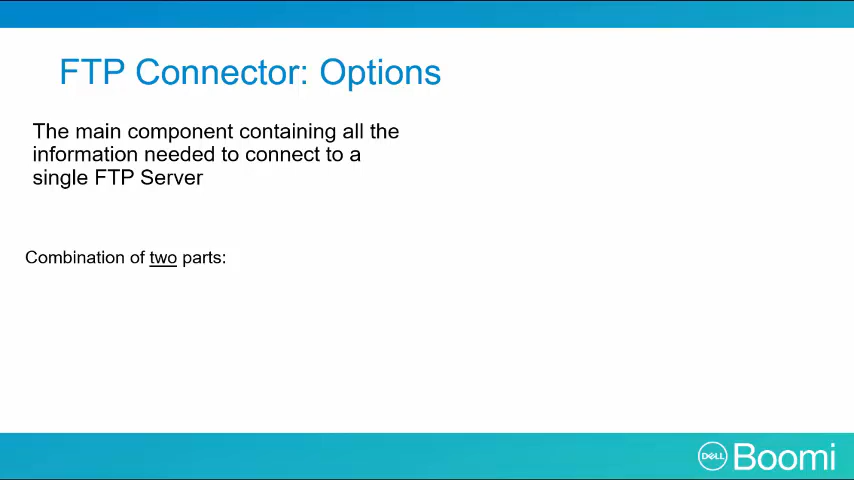 FTP Connector: Options
The main component containing all the
information needed to connect to a
single FTP Server
Combination of two parts:
DELL Boomi